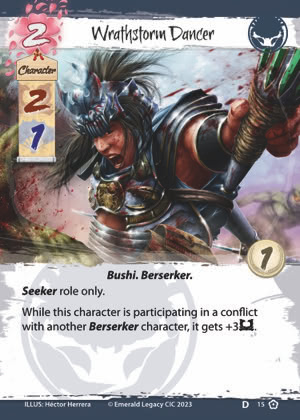 2
Wrathstorm Dancer
Character
2
1
1
Bushi. Berserker.
Seeker role only.
While this character is participating in a conflict
with another Berserker character, it gets +3.
ILLUS: Héctor Herrera © Emerald Legacy CIC 2023 D 15